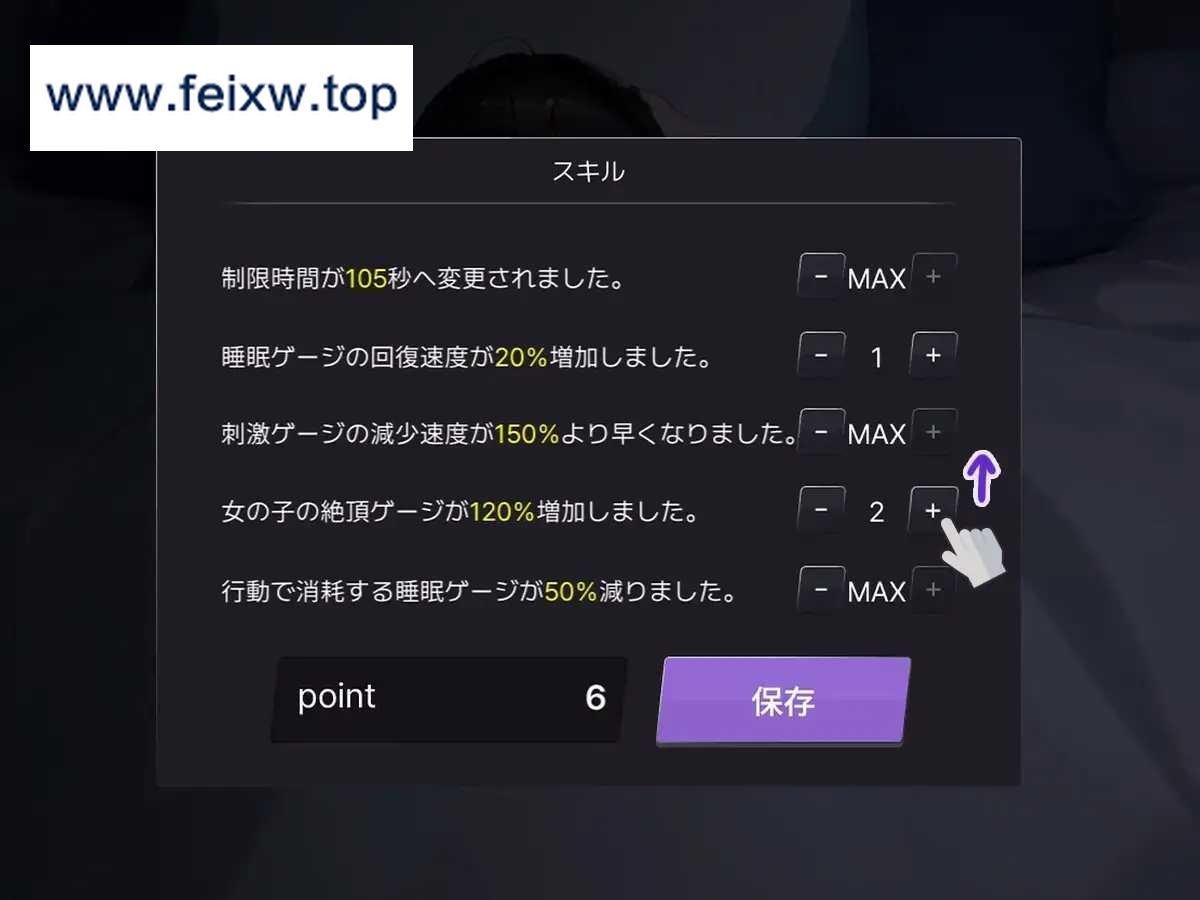 www.feixw.top
スキル
制限時間が105秒へ変更されました。 - MAX +
睡眠ゲージの回復速度が20%増加しました。 - 1 +
刺激ゲージの減少速度が150%より早くなりました。 - MAX +
女の子の絶頂ゲージが120%増加しました。 - 2 +
行動で消耗する睡眠ゲージが50%減りました。 - MAX +
point 6 保存